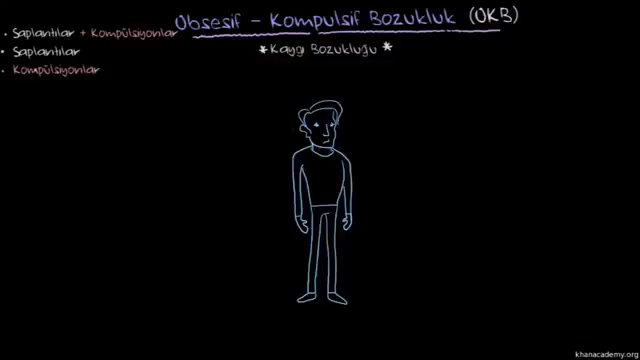 Obsesif - Kompulsif Bozukluk (OKB)
* Kaygı Bozukluğu *
• Saplantılar + Kompülsiyonlar
• Saplantılar
• Kompülsiyonlar
khanacademy.org